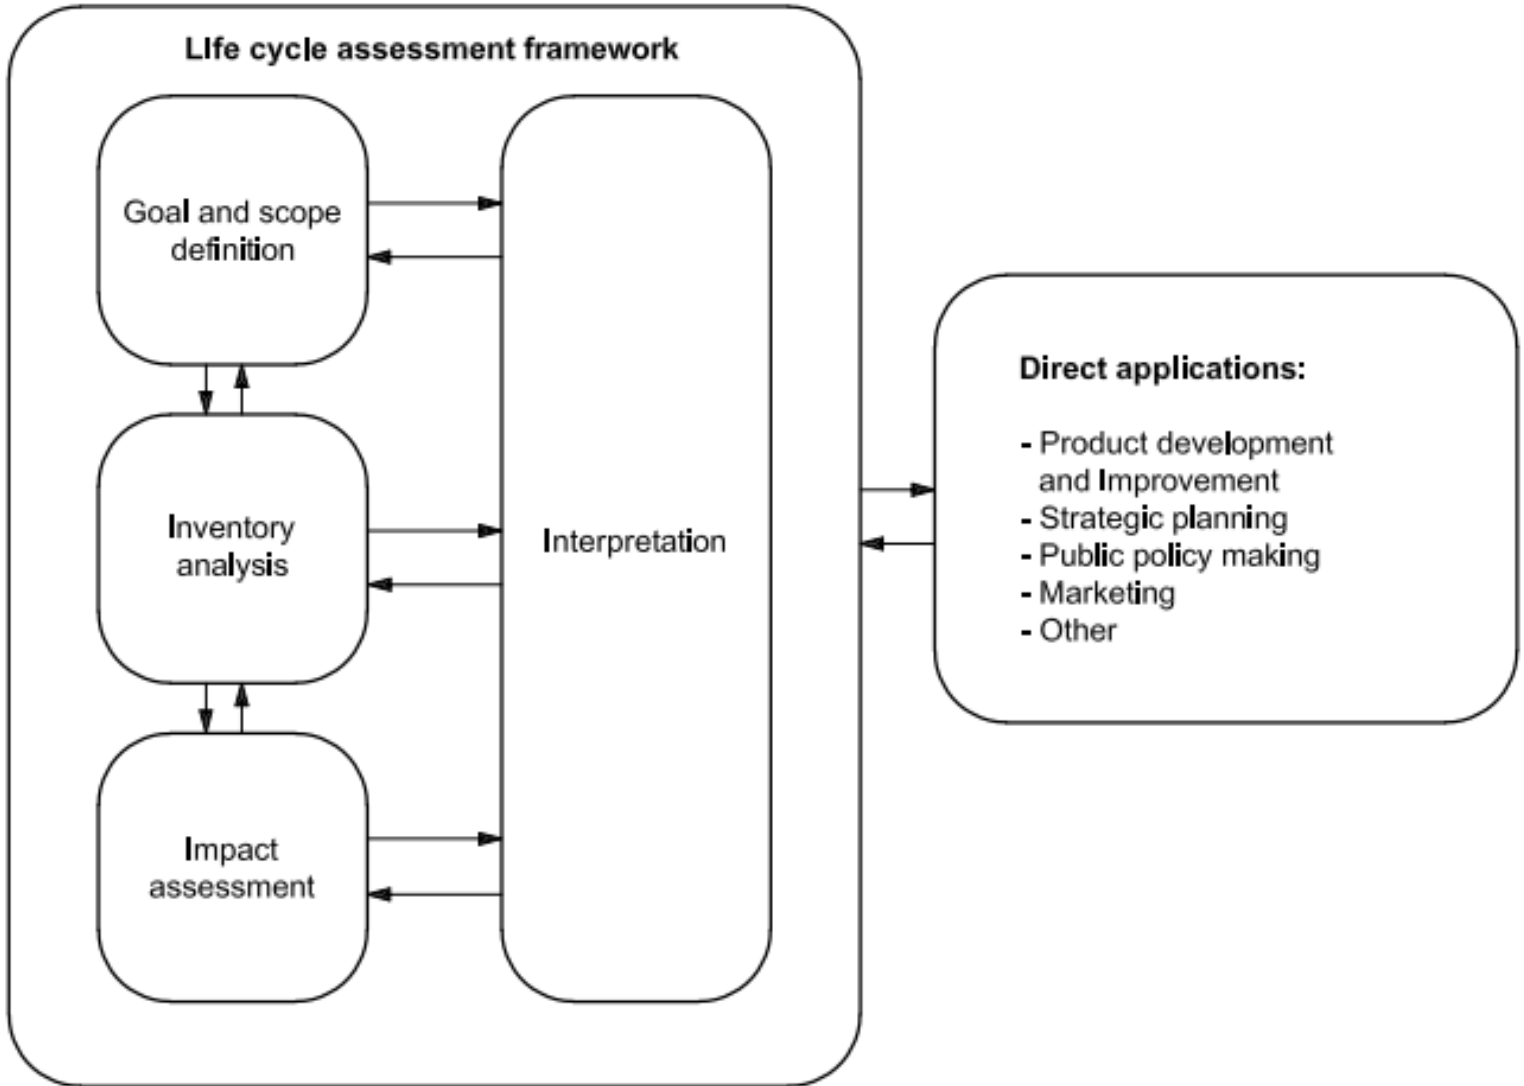 Life cycle assessment framework
Goal and scope
definition
Inventory
analysis
Impact
assessment
Interpretation
Direct applications:
- Product development
and Improvement
- Strategic planning
- Public policy making
- Marketing
- Other